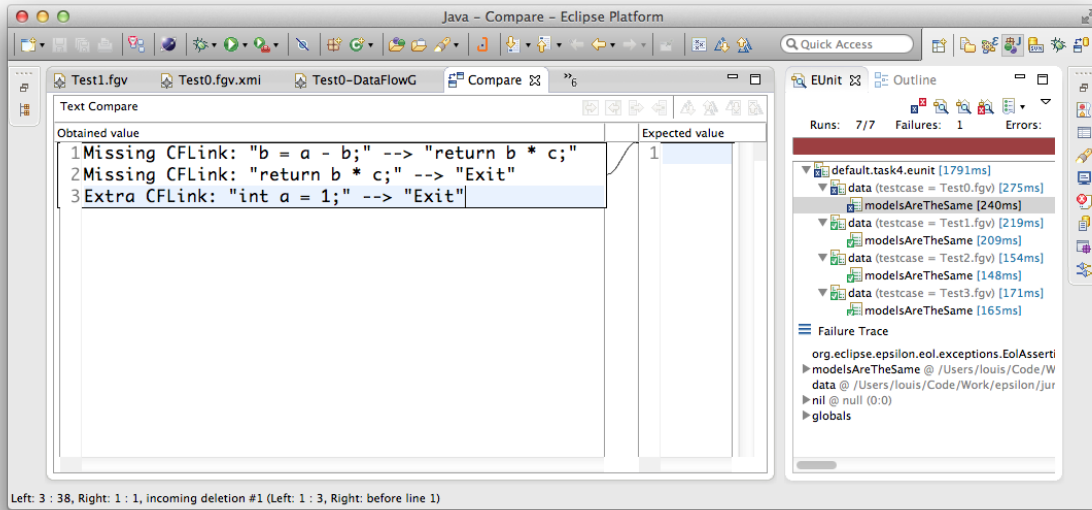 Java – Compare – Eclipse Platform
Quick Access
Test1.fgv
Test0.fgv.xmi
Test0-DataFlowG
Compare
»6
Text Compare
Obtained value
1 Missing CFLink: "b = a - b;" --> "return b * c;"
2 Missing CFLink: "return b * c;" --> "Exit"
3 Extra CFLink: "int a = 1;" --> "Exit"
Expected value
1
EUnit
Outline
Runs: 7/7 Failures: 1 Errors:
default.task4.eunit [1791ms]
data (testcase = Test0.fgv) [275ms]
modelsAreTheSame [240ms]
data (testcase = Test1.fgv) [219ms]
modelsAreTheSame [209ms]
data (testcase = Test2.fgv) [154ms]
modelsAreTheSame [148ms]
data (testcase = Test3.fgv) [171ms]
modelsAreTheSame [165ms]
Failure Trace
org.eclipse.epsilon.eol.exceptions.EolAsserti
modelsAreTheSame @ /Users/louis/Code/W
data @ /Users/louis/Code/Work/epsilon/jur
nil @ null (0:0)
globals
Left: 3 : 38, Right: 1 : 1, incoming deletion #1 (Left: 1 : 3, Right: before line 1)